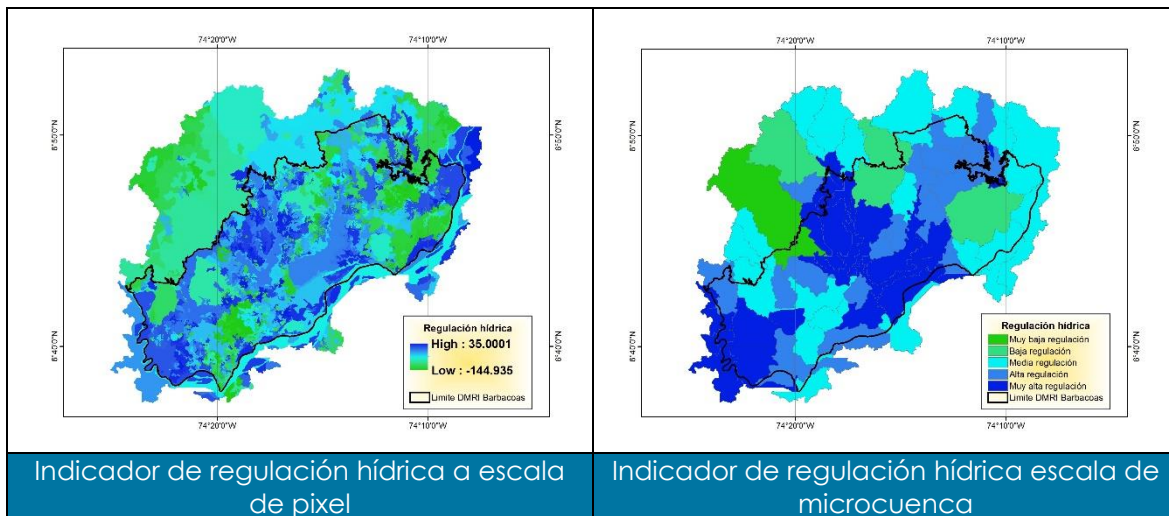 74°20'0"W
74°10'0"W
6°50'0"N
6°50'0"N
6°40'0"N
6°40'0"N
Regulación hídrica
High : 35.0001
Low : -144.935
Limite DMRI Barbacoas
74°20'0"W
74°10'0"W
Indicador de regulación hídrica a escala
de pixel
74°20'0"W
74°10'0"W
6°50'0"N
6°50'0"N
6°40'0"N
6°40'0"N
Regulación hídrica
Muy baja regulación
Baja regulación
Media regulación
Alta regulación
Muy alta regulación
Limite DMRI Barbacoas
74°20'0"W
74°10'0"W
Indicador de regulación hídrica escala de
microcuenca